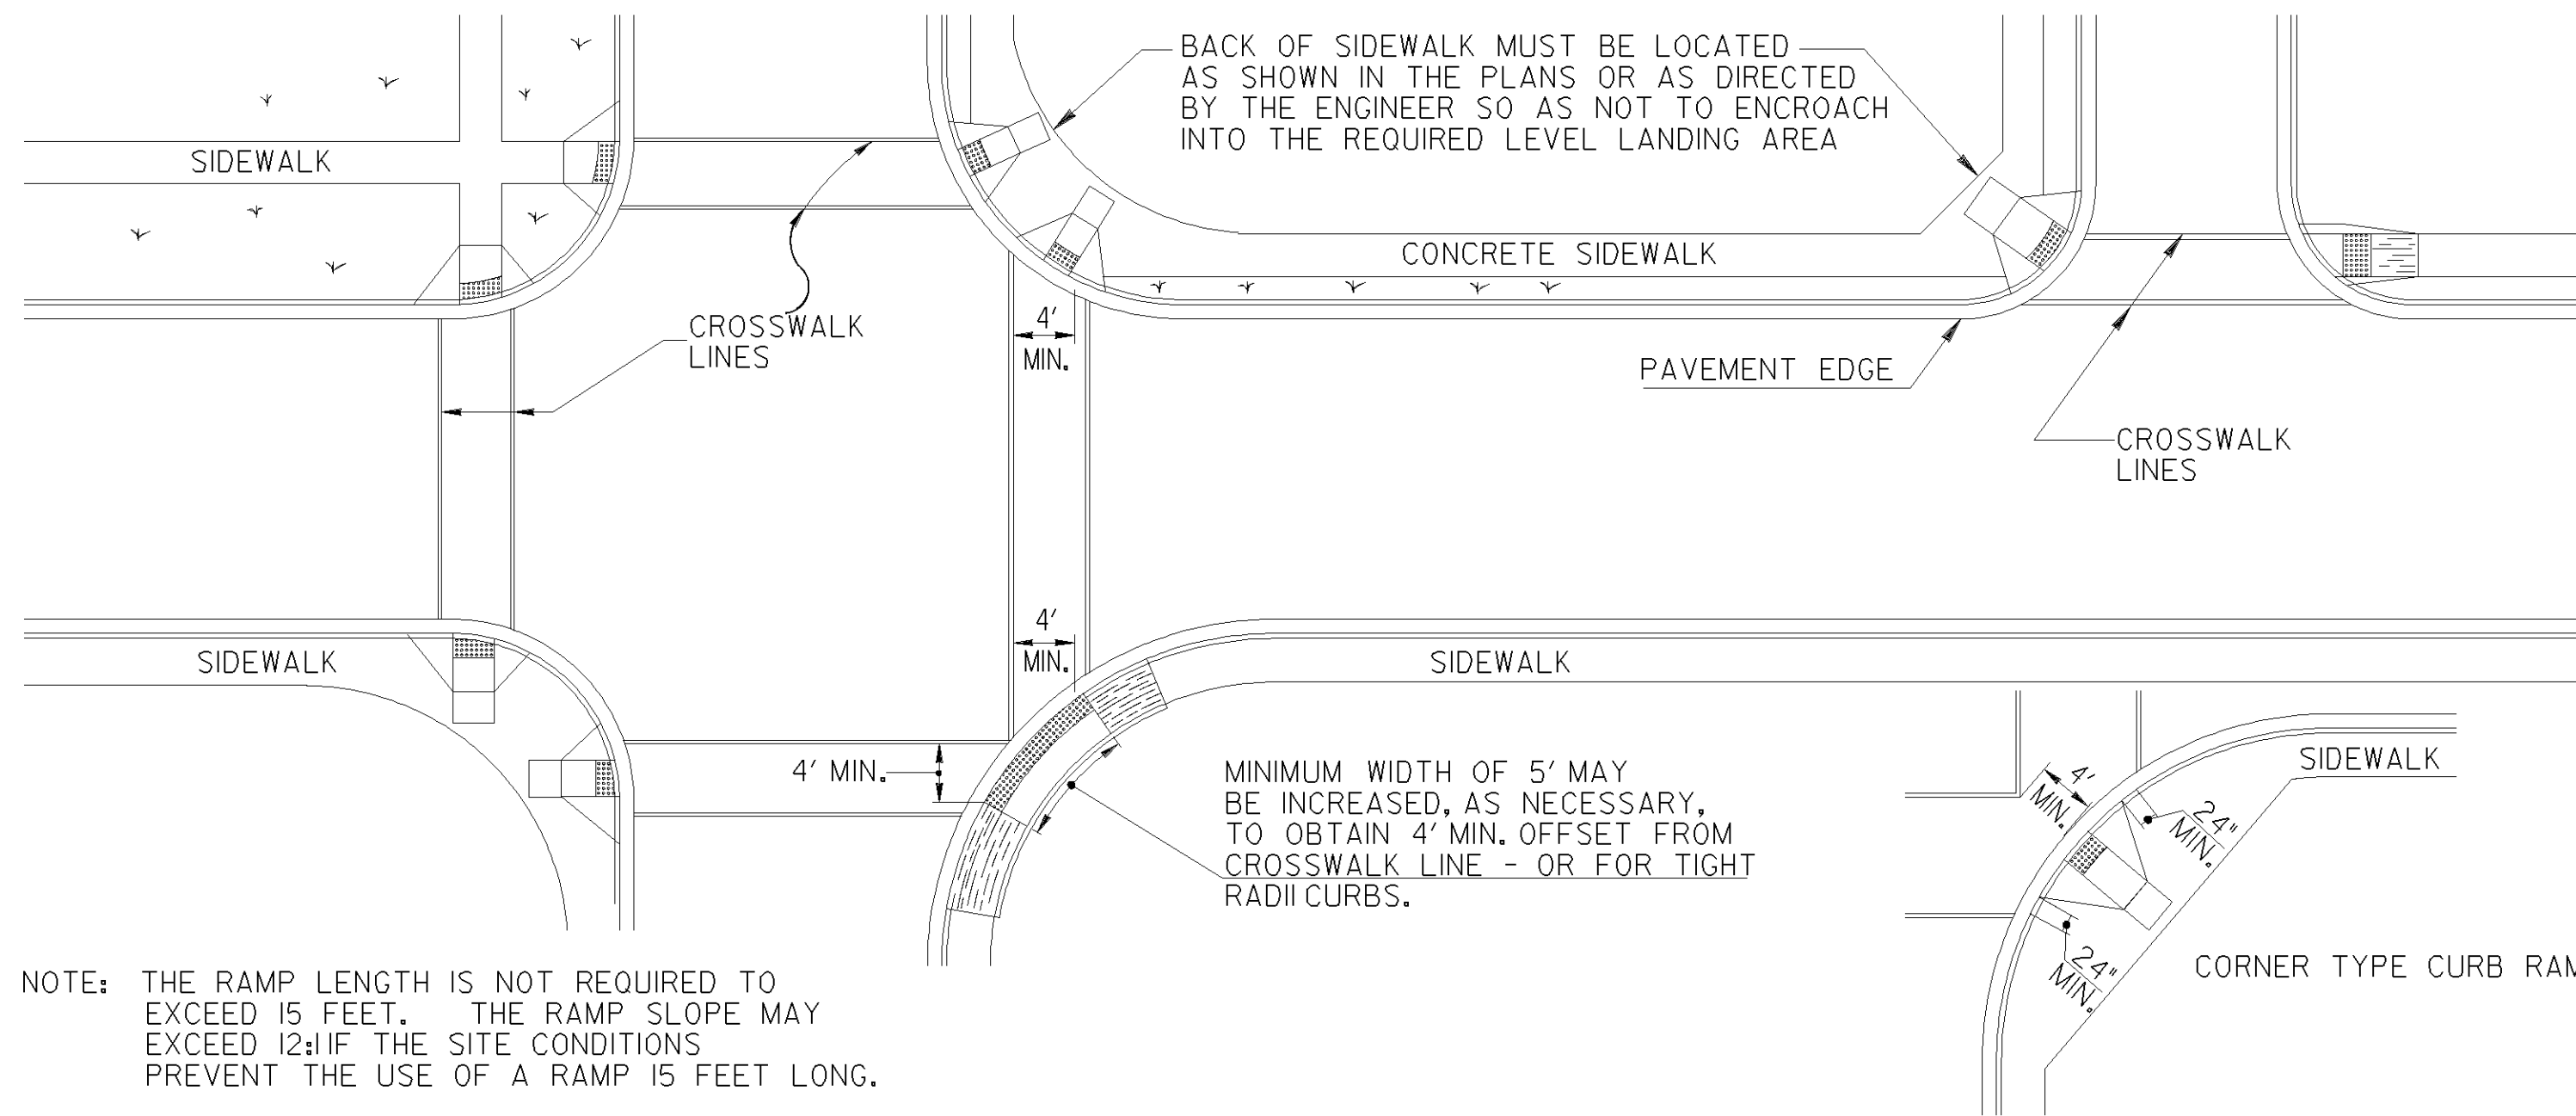 BACK OF SIDEWALK MUST BE LOCATED
AS SHOWN IN THE PLANS OR AS DIRECTED
BY THE ENGINEER SO AS NOT TO ENCROACH
INTO THE REQUIRED LEVEL LANDING AREA
SIDEWALK
CONCRETE SIDEWALK
CROSSWALK
LINES
4'
MIN.
PAVEMENT EDGE
CROSSWALK
LINES
4'
MIN.
SIDEWALK
SIDEWALK
4' MIN.
MINIMUM WIDTH OF 5' MAY
BE INCREASED, AS NECESSARY,
TO OBTAIN 4' MIN. OFFSET FROM
CROSSWALK LINE - OR FOR TIGHT
RADII CURBS.
SIDEWALK
4'
MIN.
24"
MIN.
24"
MIN.
CORNER TYPE CURB RAM
NOTE: THE RAMP LENGTH IS NOT REQUIRED TO
EXCEED 15 FEET. THE RAMP SLOPE MAY
EXCEED 12:1 IF THE SITE CONDITIONS
PREVENT THE USE OF A RAMP 15 FEET LONG.